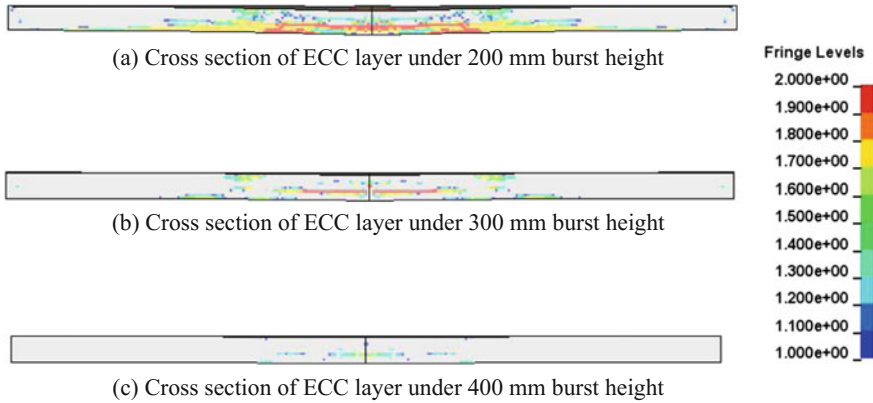 (a) Cross section of ECC layer under 200 mm burst height
(b) Cross section of ECC layer under 300 mm burst height
(c) Cross section of ECC layer under 400 mm burst height
Fringe Levels
2.000e+00
1.900e+00
1.800e+00
1.700e+00
1.600e+00
1.500e+00
1.400e+00
1.300e+00
1.200e+00
1.100e+00
1.000e+00